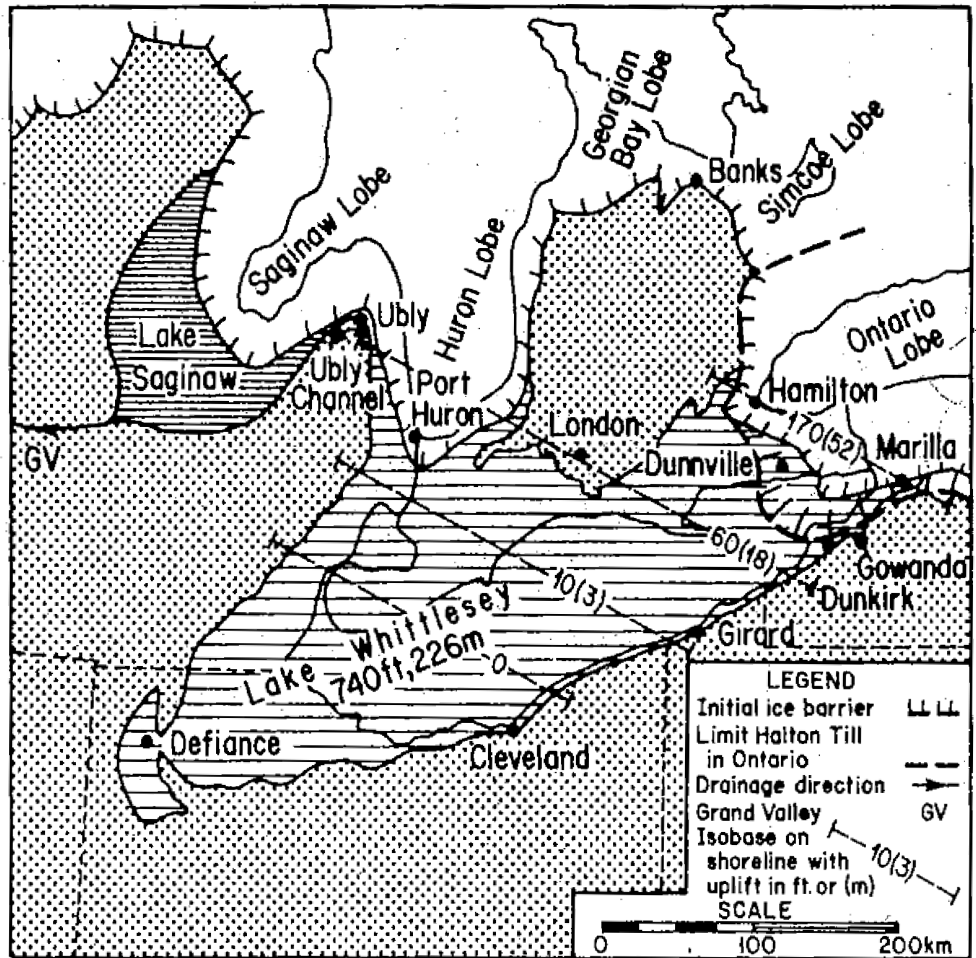 Georgian
Bay Lobe
Banks
Simcoe Lobe
Saginaw Lobe
Huron Lobe
Ontario
Lobe
Ubly
Lake
Saginaw
Ubly
Channel
Port
Huron
Hamilton
170(52)
London
Marilla
GV
Dunnville
60(18)
Gowanda
10(3)
Dunkirk
Girard
Lake Whittlesey
740ft,226m
0
Defiance
Cleveland
LEGEND
Initial ice barrier
Limit Halton Till
in Ontario
Drainage direction
Grand Valley GV
Isobase on
shoreline with
uplift in ft. or (m)
10(3)
SCALE
0 100 200km